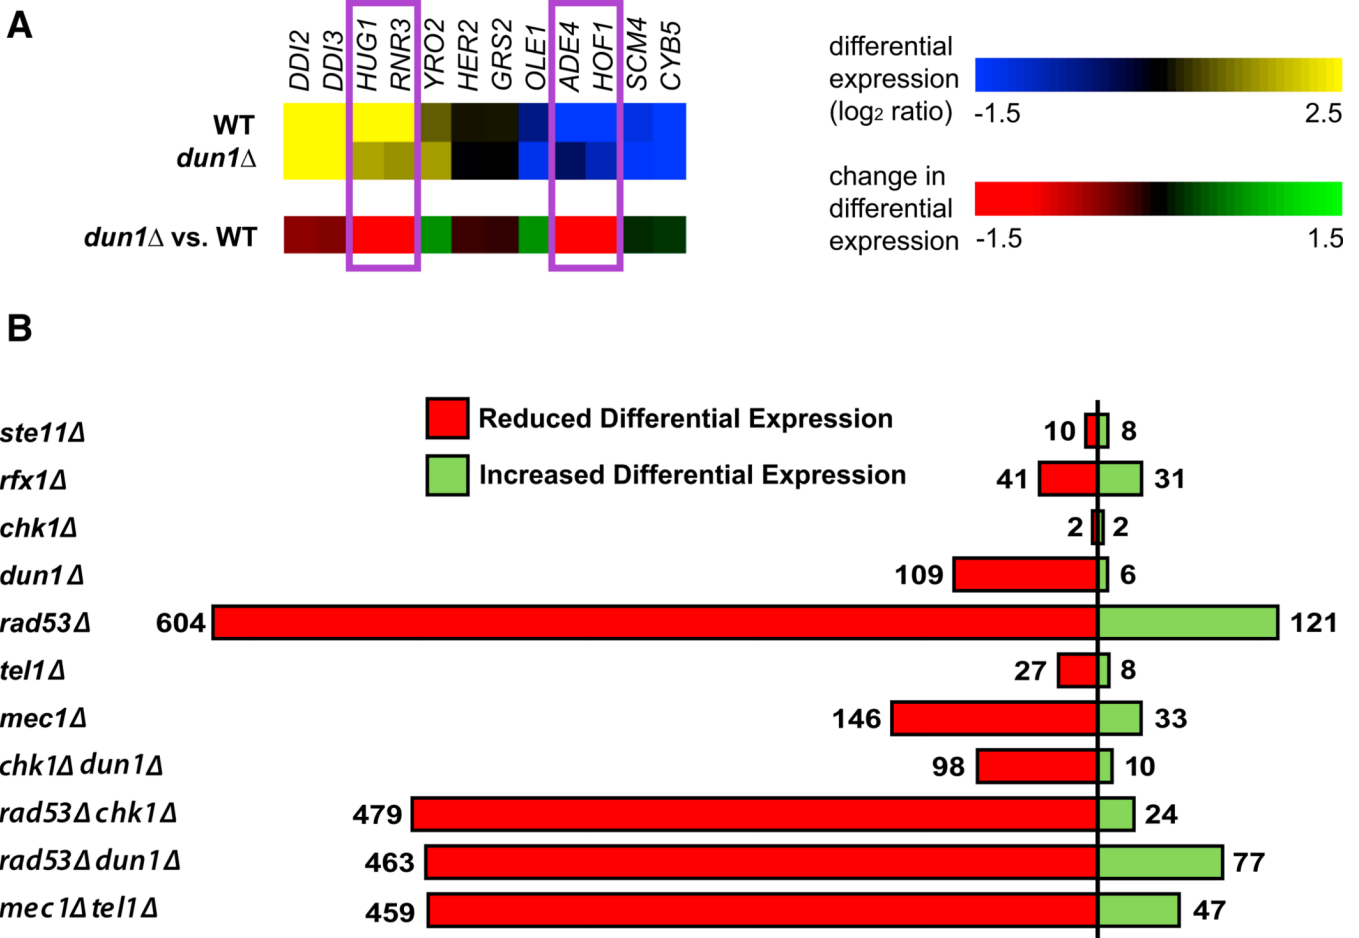 A
DDI2 DDI3 HUG1 RNR3 YRO2 HER2 GRS2 OLE1 ADE4 HOF1 SCM4 CYB5
WT
dun1Δ
dun1Δ vs. WT
differential
expression
(log2 ratio)
-1.5 2.5
change in
differential
expression
-1.5 1.5
B
Reduced Differential Expression
Increased Differential Expression
ste11Δ 10 8
rfx1Δ 41 31
chk1Δ 2 2
dun1Δ 109 6
rad53Δ 604 121
tel1Δ 27 8
mec1Δ 146 33
chk1Δ dun1Δ 98 10
rad53Δ chk1Δ 479 24
rad53Δ dun1Δ 463 77
mec1Δ tel1Δ 459 47